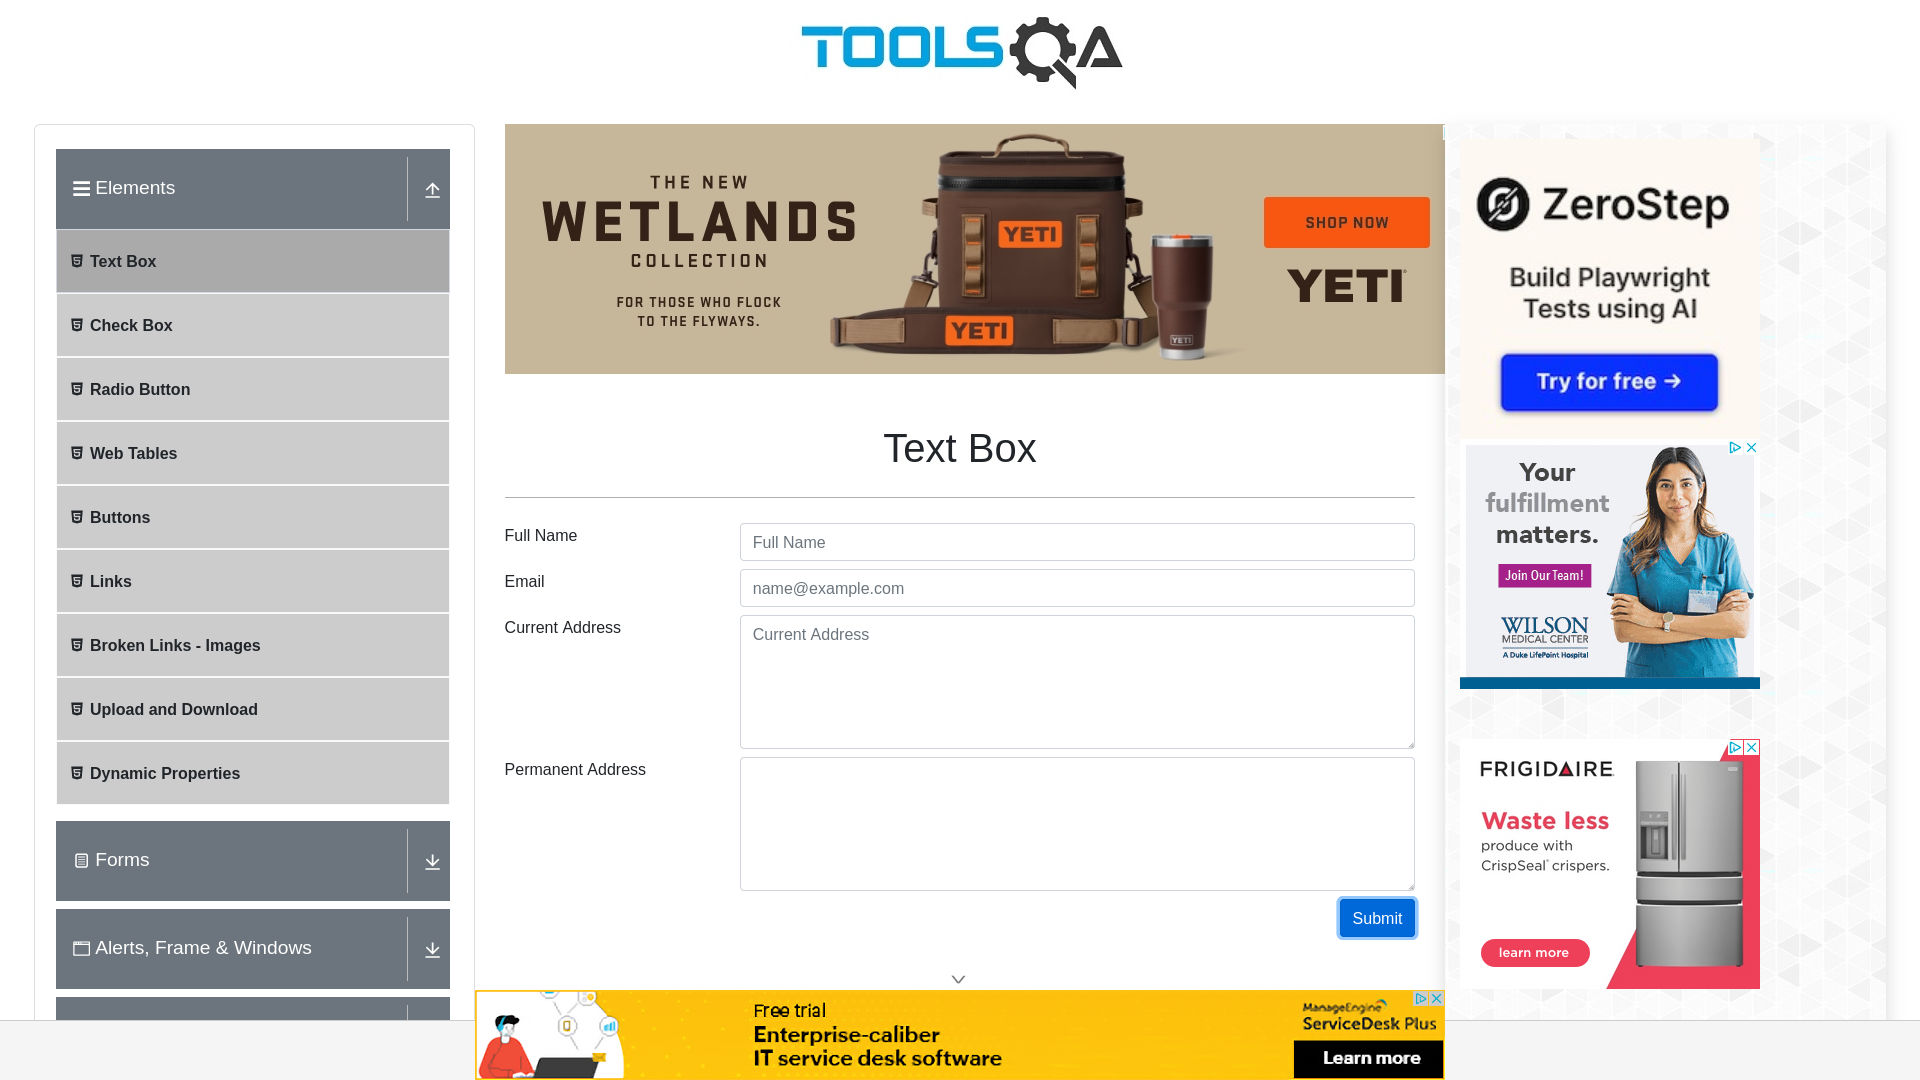 TOOLSQA
Elements
Text Box
Check Box
Radio Button
Web Tables
Buttons
Links
Broken Links - Images
Upload and Download
Dynamic Properties
Forms
Alerts, Frame & Windows
THE NEW
WETLANDS
COLLECTION
FOR THOSE WHO FLOCK
TO THE FLYWAYS.
YETI
YETI
YETI
SHOP NOW
YETI
Text Box
Full Name
Full Name
Email
name@example.com
Current Address
Current Address
Permanent Address
Submit
Free trial
Enterprise-caliber
IT service desk software
ManageEngine
ServiceDesk Plus
Learn more
ZeroStep
Build Playwright
Tests using AI
Try for free →
Your
fulfillment
matters.
Join Our Team!
WILSON
MEDICAL CENTER
A Duke LifePoint Hospital
FRIGIDAIRE
Waste less
produce with
CrispSeal® crispers.
learn more